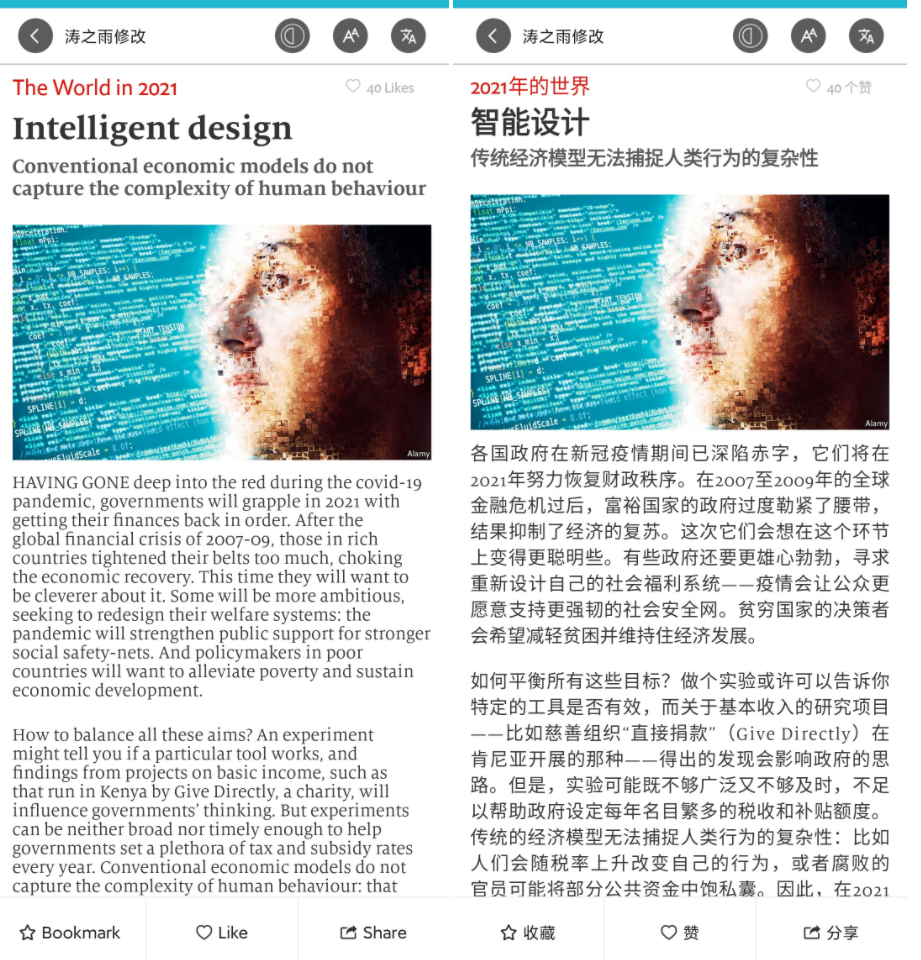 涛之雨修改
The World in 2021
40 Likes
Intelligent design
Conventional economic models do not
capture the complexity of human behaviour
NB_SAMPLES; i++)
NB_SAMPLES;
START_TENSION
SPLINE[i] = d;
Alamy
HAVING GONE deep into the red during the covid-19
pandemic, governments will grapple in 2021 with
getting their finances back in order. After the
global financial crisis of 2007-09, those in rich
countries tightened their belts too much, choking
the economic recovery. This time they will want to
be cleverer about it. Some will be more ambitious,
seeking to redesign their welfare systems: the
pandemic will strengthen public support for stronger
social safety-nets. And policymakers in poor
countries will want to alleviate poverty and sustain
economic development.
How to balance all these aims? An experiment
might tell you if a particular tool works, and
findings from projects on basic income, such as
that run in Kenya by Give Directly, a charity, will
influence governments’ thinking. But experiments
can be neither broad nor timely enough to help
governments set a plethora of tax and subsidy rates
every year. Conventional economic models do not
capture the complexity of human behaviour: that
Bookmark
Like
Share
涛之雨修改
2021年的世界
40 个赞
智能设计
传统经济模型无法捕捉人类行为的复杂性
NB_SAMPLES; i++)
NB_SAMPLES;
START_TENSION
SPLINE[i] = d;
Alamy
各国政府在新冠疫情期间已深陷赤字，它们将在
2021年努力恢复财政秩序。在2007至2009年的全球
金融危机过后，富裕国家的政府过度勒紧了腰带，
结果抑制了经济的复苏。这次它们会想在这个环节
上变得更聪明些。有些政府还要更雄心勃勃，寻求
重新设计自己的社会福利系统——疫情会让公众更
愿意支持更强韧的社会安全网。贫穷国家的决策者
会希望减轻贫困并维持住经济发展。
如何平衡所有这些目标？做个实验或许可以告诉你
特定的工具是否有效，而关于基本收入的研究项目
——比如慈善组织“直接捐款”（Give Directly）在
肯尼亚开展的那种——得出的发现会影响政府的思
路。但是，实验可能既不够广泛又不够及时，不足
以帮助政府设定每年名目繁多的税收和补贴额度。
传统的经济模型无法捕捉人类行为的复杂性：比如
人们会随税率上升改变自己的行为，或者腐败的
官员可能将部分公共资金中饱私囊。因此，在2021
收藏
赞
分享